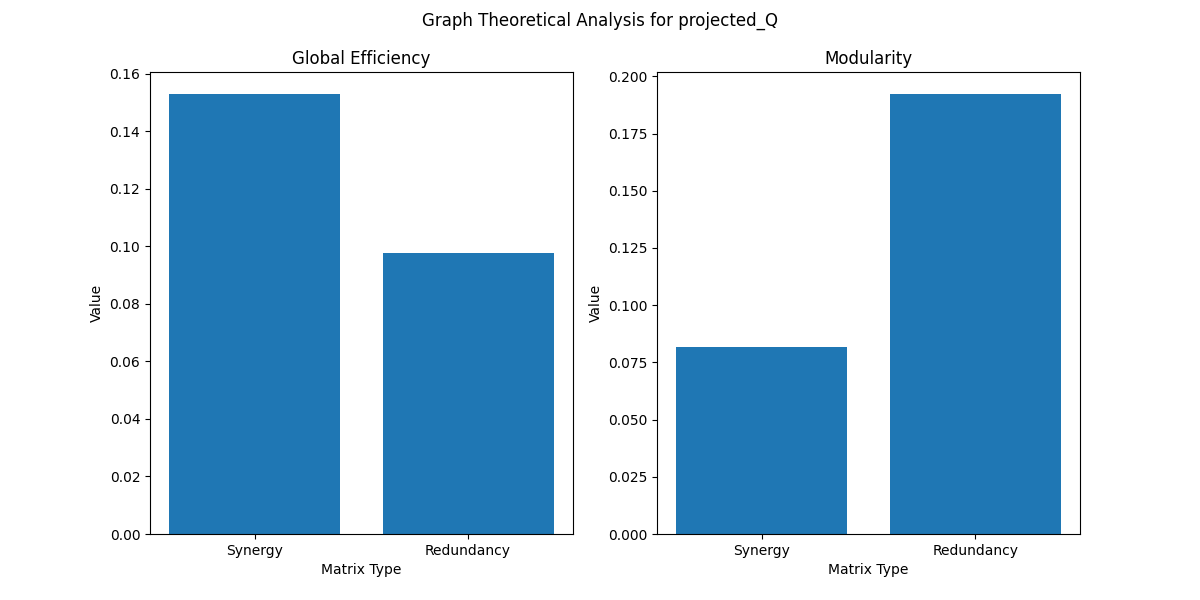 Graph Theoretical Analysis for projected_Q
Global Efficiency
0.16
0.14
0.12
0.10
0.08
0.06
0.04
0.02
0.00
Value
Synergy
Redundancy
Matrix Type
Modularity
0.200
0.175
0.150
0.125
0.100
0.075
0.050
0.025
0.000
Value
Synergy
Redundancy
Matrix Type